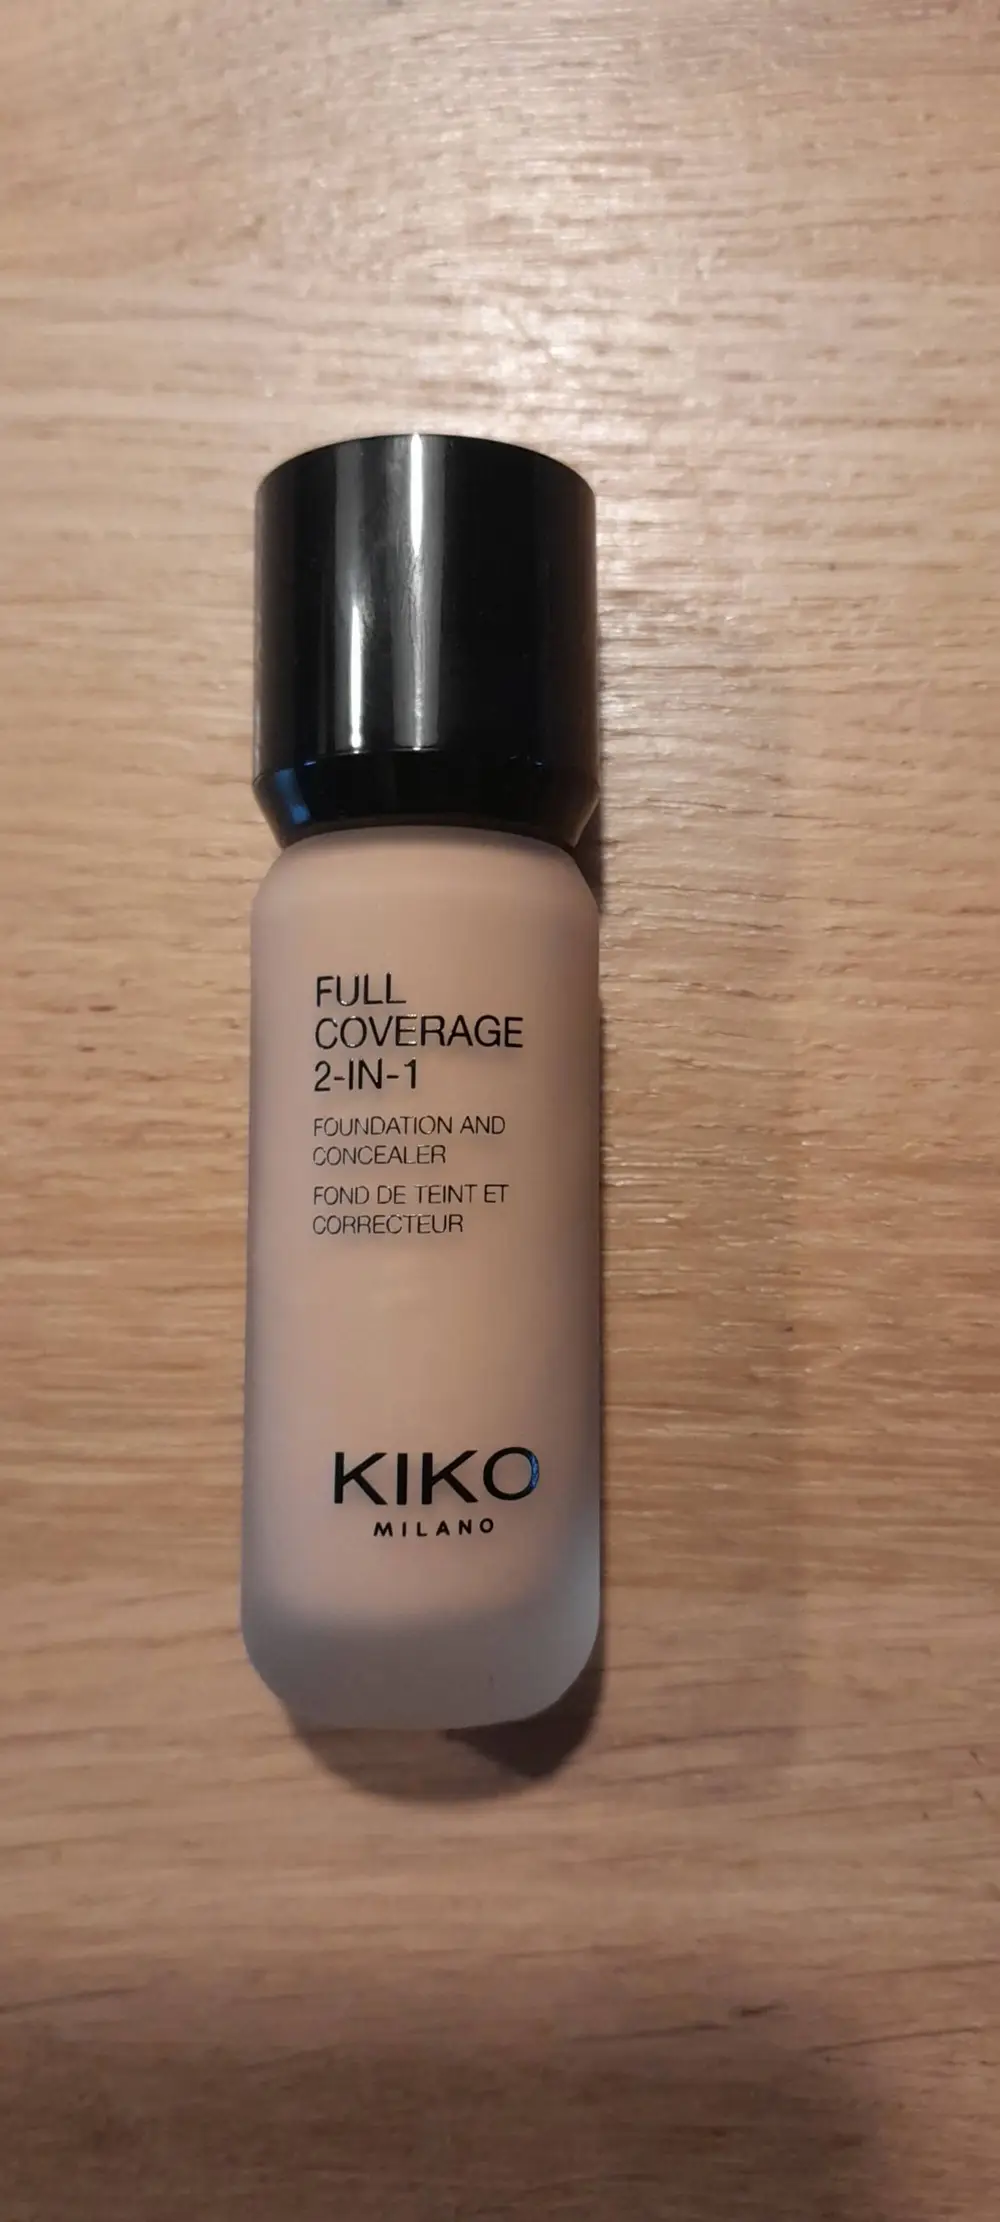 FULL
COVERAGE
2-IN-1
FOUNDATION AND
CONCEALER
FOND DE TEINT ET
CORRECTEUR
KIKO
MILANO